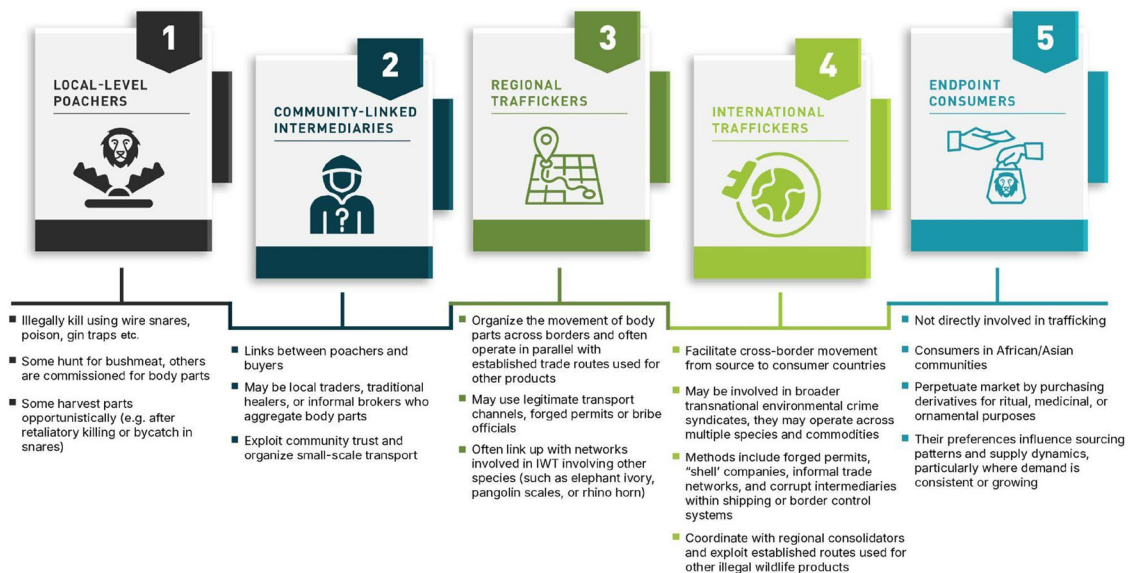 1
LOCAL-LEVEL
POACHERS
■ Illegally kill using wire snares,
poison, gin traps etc.
■ Some hunt for bushmeat, others
are commissioned for body parts
■ Some harvest parts
opportunistically (e.g. after
retaliatory killing or bycatch in
snares)
2
COMMUNITY-LINKED
INTERMEDIARIES
?
■ Links between poachers and
buyers
■ May be local traders, traditional
healers, or informal brokers who
aggregate body parts
■ Exploit community trust and
organize small-scale transport
3
REGIONAL
TRAFFICKERS
■ Organize the movement of body
parts across borders and often
operate in parallel with
established trade routes used for
other products
■ May use legitimate transport
channels, forged permits or bribe
officials
■ Often link up with networks
involved in IWT involving other
species (such as elephant ivory,
pangolin scales, or rhino horn)
4
INTERNATIONAL
TRAFFICKERS
■ Facilitate cross-border movement
from source to consumer countries
■ May be involved in broader
transnational environmental crime
syndicates, they may operate across
multiple species and commodities
■ Methods include forged permits,
“shell” companies, informal trade
networks, and corrupt intermediaries
within shipping or border control
systems
■ Coordinate with regional consolidators
and exploit established routes used for
other illegal wildlife products
5
ENDPOINT
CONSUMERS
■ Not directly involved in trafficking
■ Consumers in African/Asian
communities
■ Perpetuate market by purchasing
derivatives for ritual, medicinal, or
ornamental purposes
■ Their preferences influence sourcing
patterns and supply dynamics,
particularly where demand is
consistent or growing